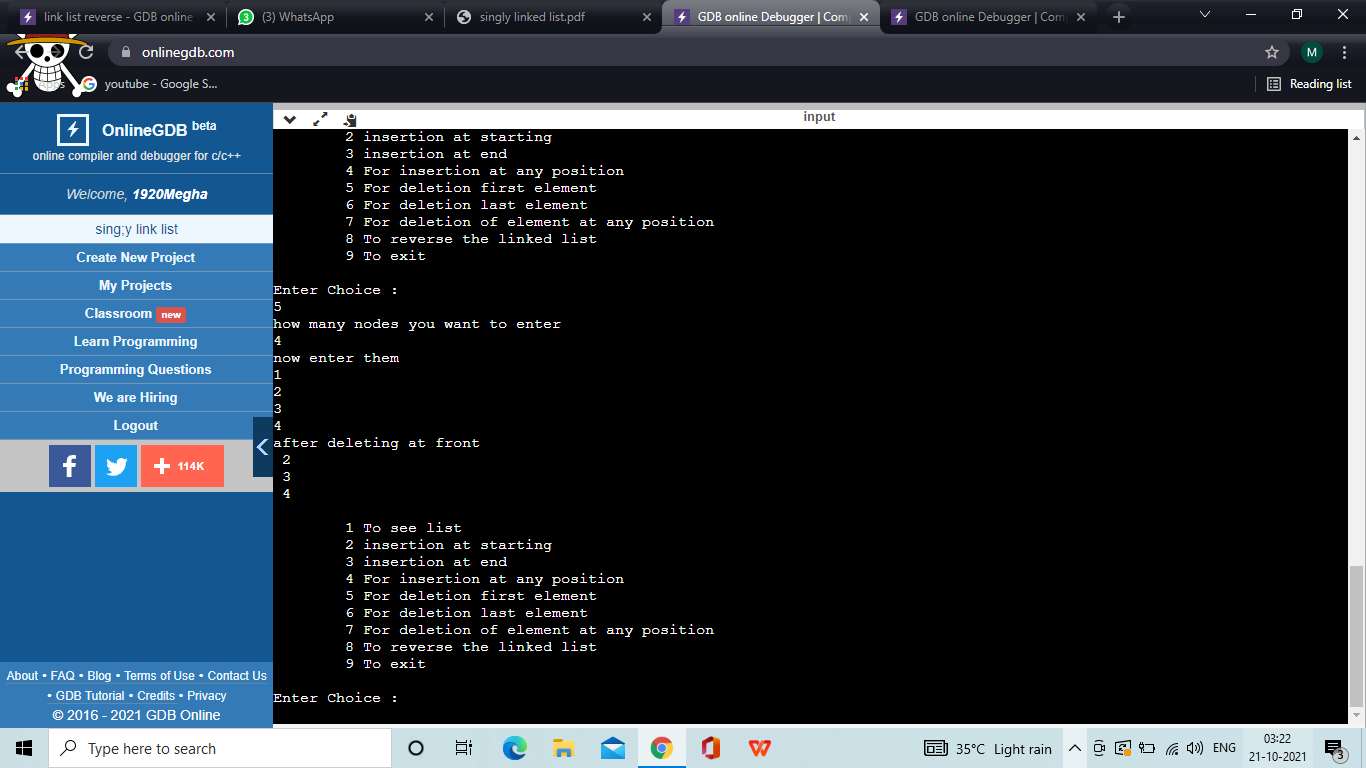 link list reverse - GDB online
(3) WhatsApp
singly linked list.pdf
GDB online Debugger | Com
GDB online Debugger | Com
onlinegdb.com
M
Apps
youtube - Google S...
Reading list
OnlineGDB beta
online compiler and debugger for c/c++
Welcome, 1920Megha
sing;y link list
Create New Project
My Projects
Classroom new
Learn Programming
Programming Questions
We are Hiring
Logout
f
+ 114K
About • FAQ • Blog • Terms of Use • Contact Us
• GDB Tutorial • Credits • Privacy
© 2016 - 2021 GDB Online
input
2 insertion at starting
3 insertion at end
4 For insertion at any position
5 For deletion first element
6 For deletion last element
7 For deletion of element at any position
8 To reverse the linked list
9 To exit
Enter Choice :
5
how many nodes you want to enter
4
now enter them
1
2
3
4
after deleting at front
2
3
4
1 To see list
2 insertion at starting
3 insertion at end
4 For insertion at any position
5 For deletion first element
6 For deletion last element
7 For deletion of element at any position
8 To reverse the linked list
9 To exit
Enter Choice :
Type here to search
35°C Light rain
ENG
03:22
21-10-2021
3